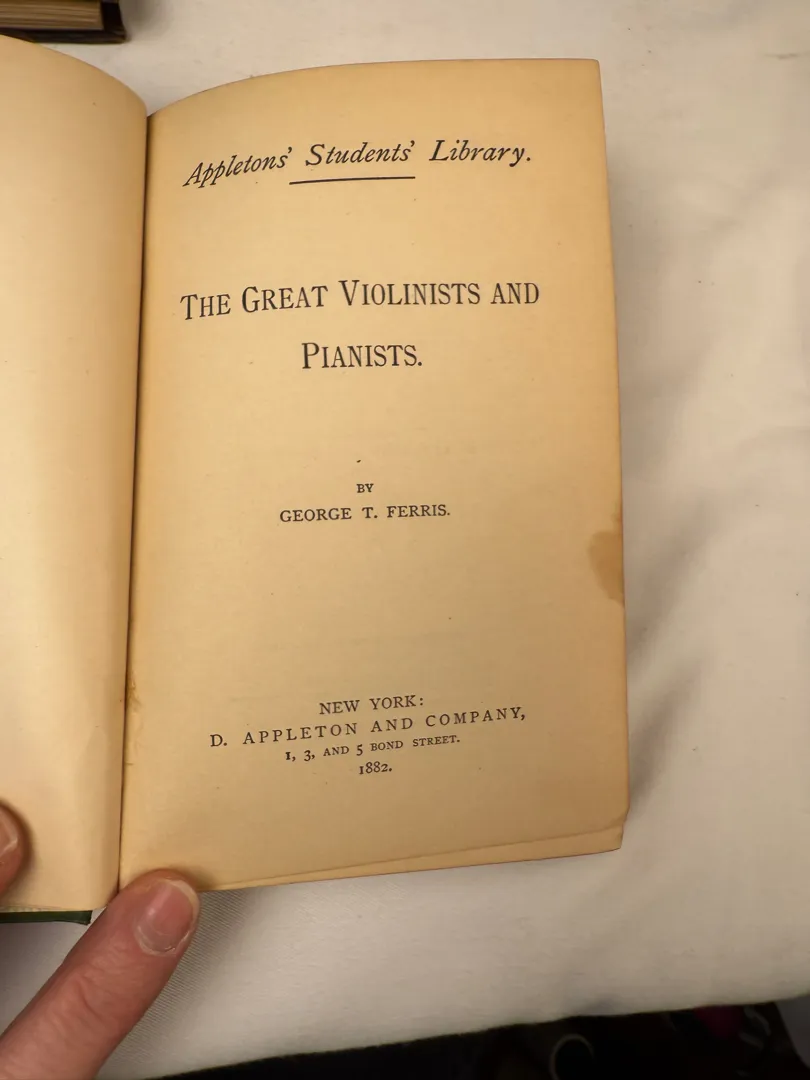 Appletons' Students' Library.
THE GREAT VIOLINISTS AND
PIANISTS.
BY
GEORGE T. FERRIS.
NEW YORK:
D. APPLETON AND COMPANY,
1, 3, AND 5 BOND STREET.
1882.